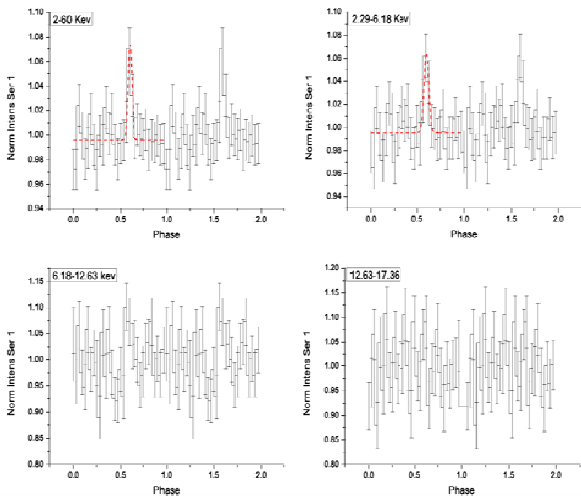 2-60 Kev
Norm Intens Ser 1
1.10
1.08
1.06
1.04
1.02
1.00
0.98
0.96
0.94
0.0 0.5 1.0 1.5 2.0
Phase
2.29-6.18 Kev
Norm Intens Ser 1
1.10
1.08
1.06
1.04
1.02
1.00
0.98
0.96
0.94
0.0 0.5 1.0 1.5 2.0
Phase
6.18-12.63 kev
Norm Intens Ser 1
1.15
1.10
1.05
1.00
0.95
0.90
0.85
0.80
0.0 0.5 1.0 1.5 2.0
Phase
12.63-17.36
Norm Intens Ser 1
1.20
1.15
1.10
1.05
1.00
0.95
0.90
0.85
0.80
0.0 0.5 1.0 1.5 2.0
Phase